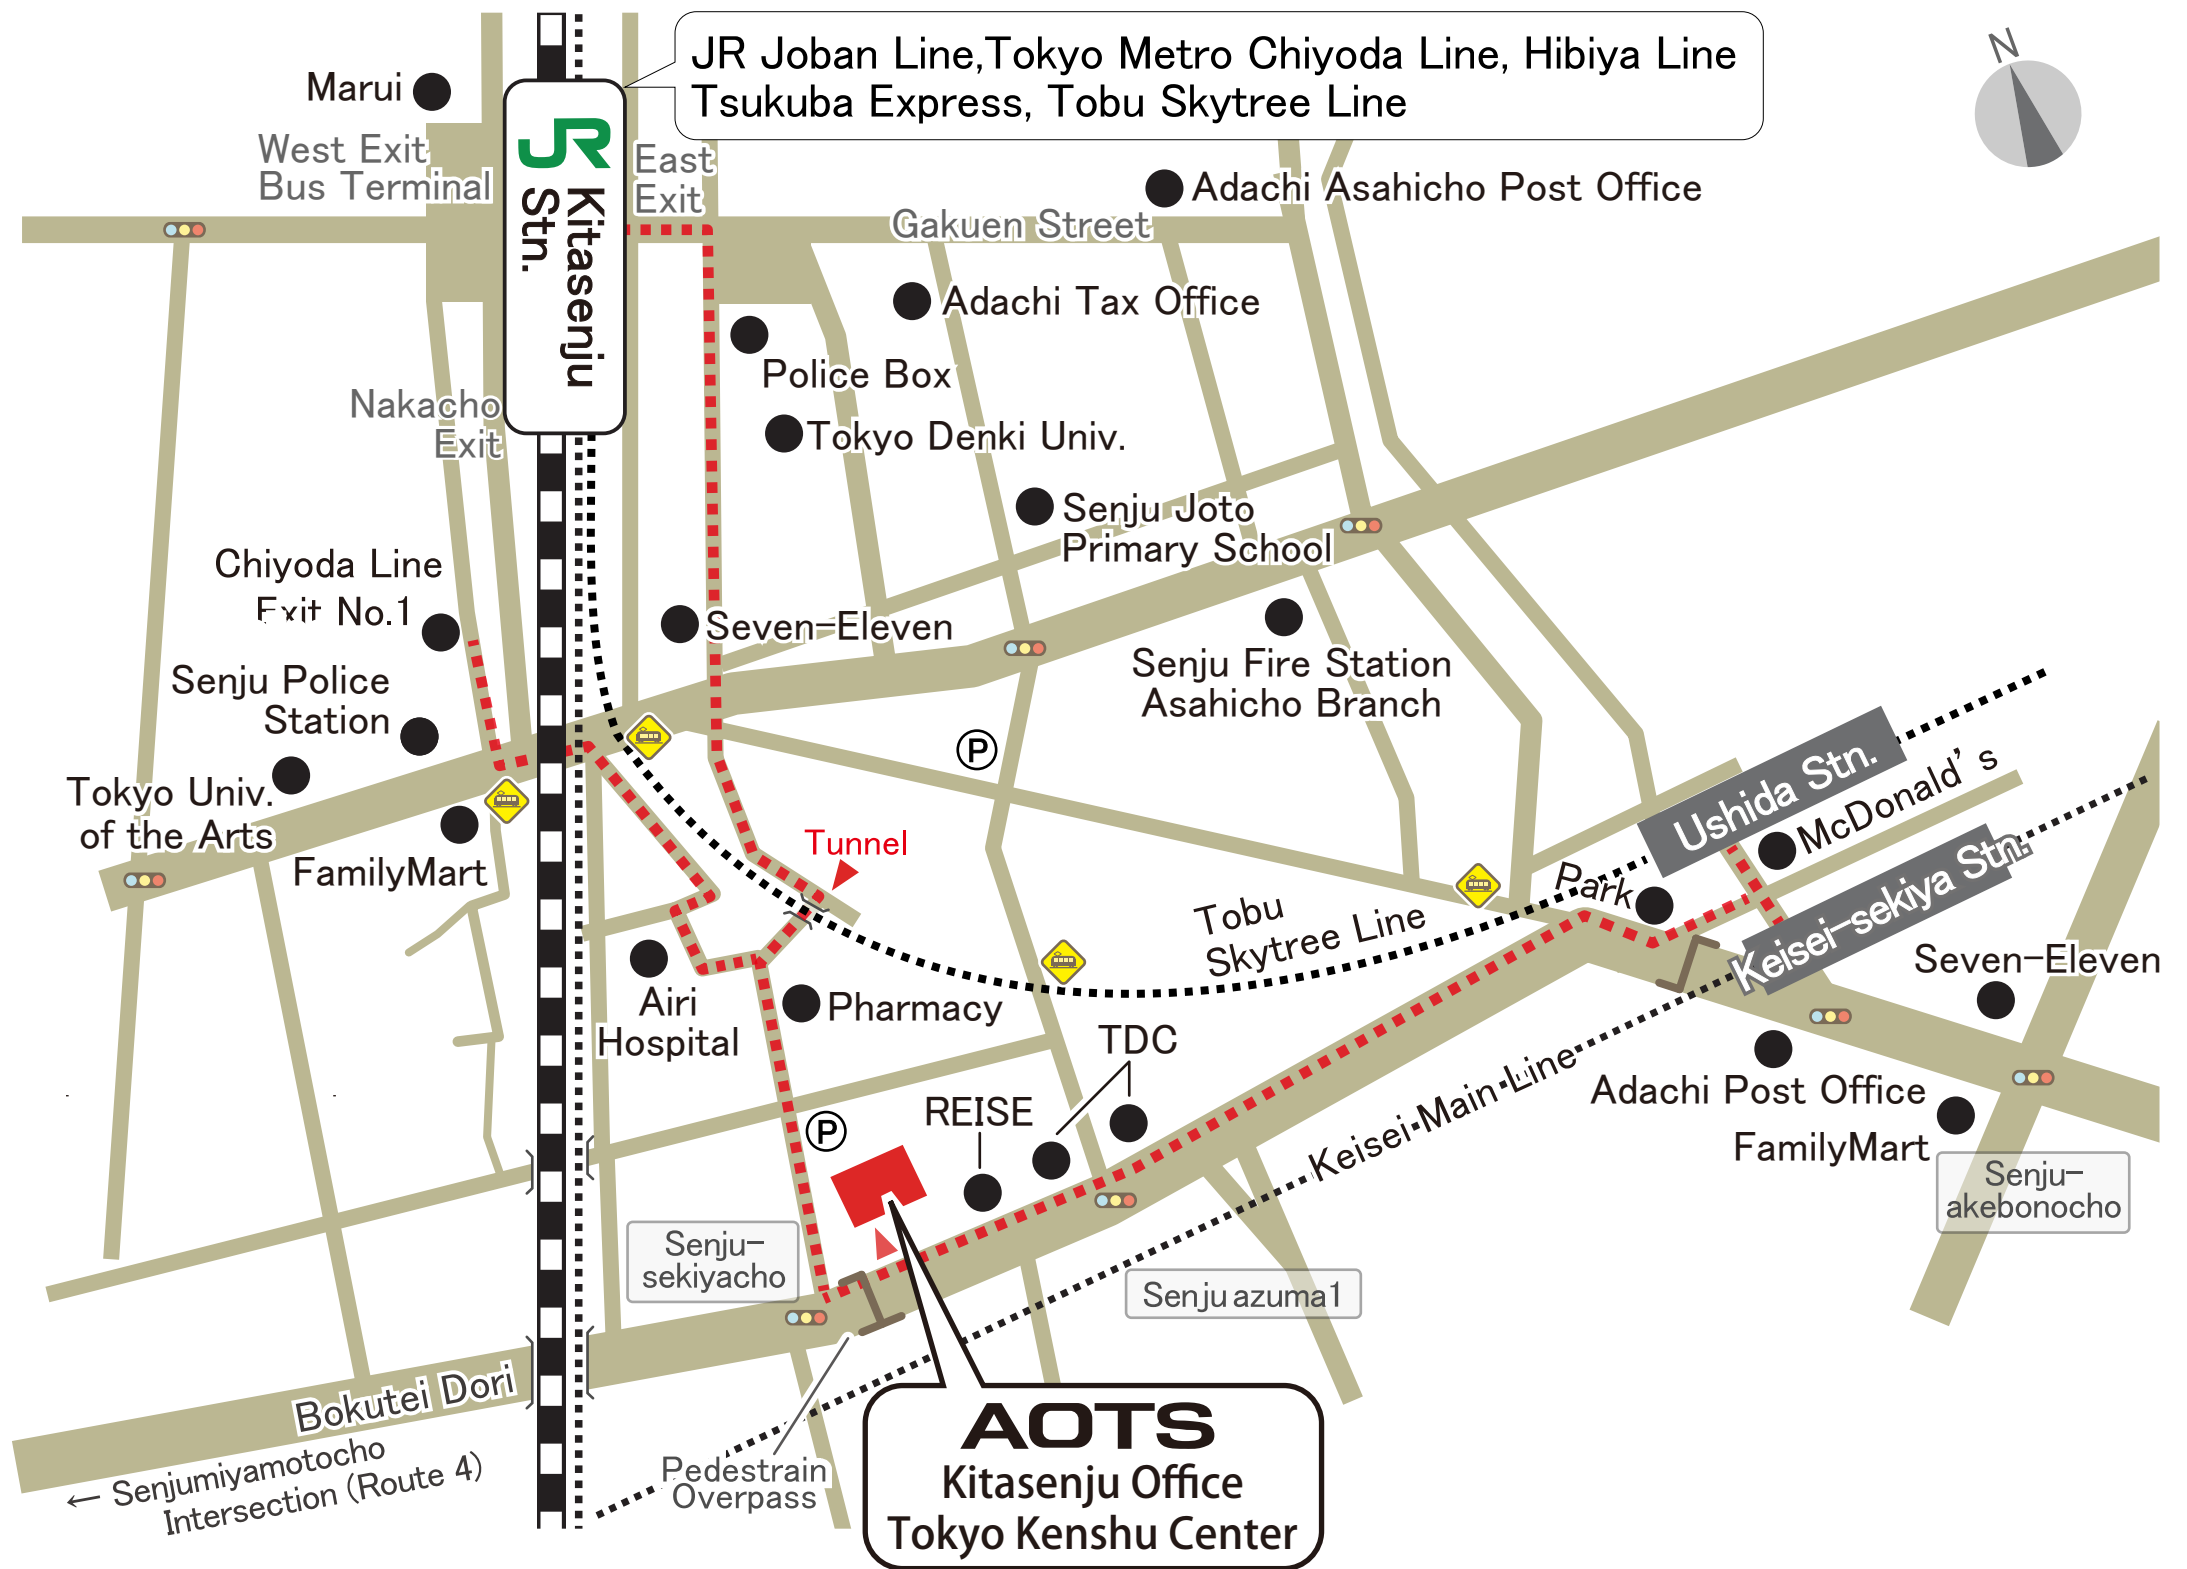 JR Joban Line,Tokyo Metro Chiyoda Line, Hibiya Line
Tsukuba Express, Tobu Skytree Line
N
Marui
West Exit
Bus Terminal
JR
Kitasenju
Stn.
East
Exit
Adachi Asahicho Post Office
Gakuen Street
Adachi Tax Office
Police Box
Nakacho
Exit
Tokyo Denki Univ.
Senju Joto
Primary School
Chiyoda Line
Exit No.1
Seven-Eleven
Senju Fire Station
Asahicho Branch
Senju Police
Station
P
Tokyo Univ.
of the Arts
FamilyMart
Tunnel
Ushida Stn.
McDonald's
Park
Keisei-sekiya Stn.
Tobu
Skytree Line
Seven-Eleven
Airi
Hospital
Pharmacy
TDC
Keisei Main Line
Adachi Post Office
REISE
P
FamilyMart
Senju-
akebonocho
Senju-
sekiyacho
Senju azuma1
Bokutei Dori
← Senjumiyamotocho
Intersection (Route 4)
Pedestrain
Overpass
AOTS
Kitasenju Office
Tokyo Kenshu Center